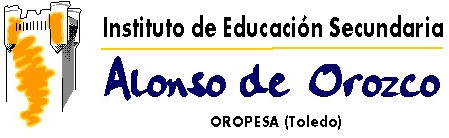 Instituto de Educación Secundaria
Alonso de Orozco
OROPESA (Toledo)